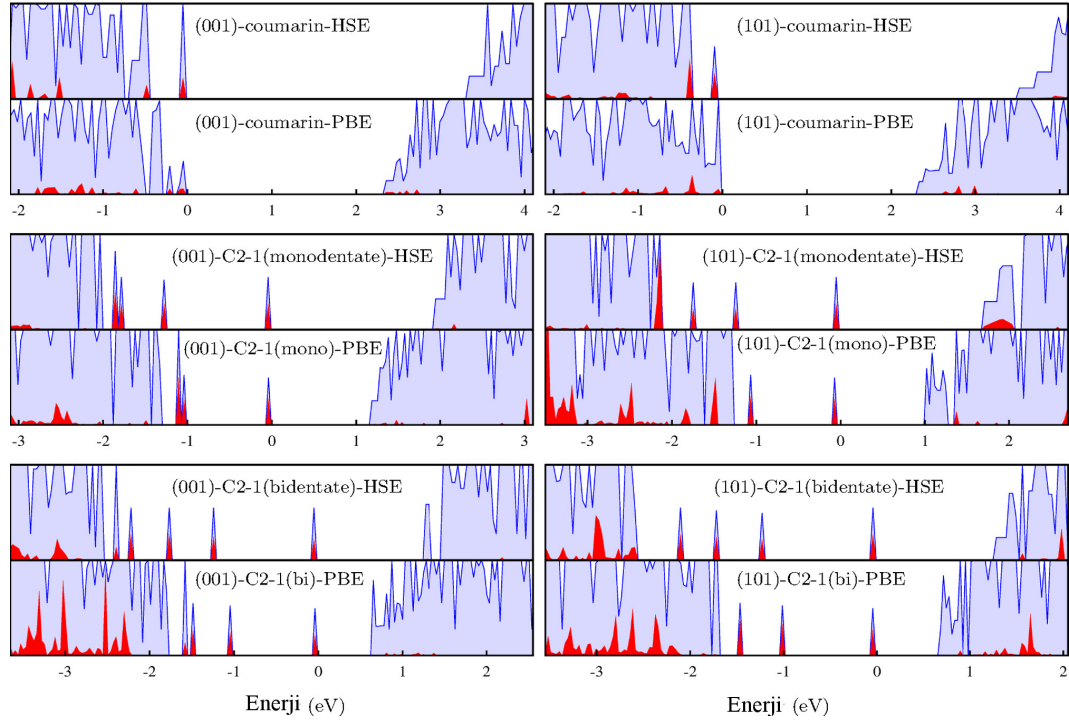 (001)-coumarin-HSE
(101)-coumarin-HSE
(001)-coumarin-PBE
(101)-coumarin-PBE
-2 -1 0 1 2 3 4
-2 -1 0 1 2 3 4
(001)-C2-1(monodentate)-HSE
(101)-C2-1(monodentate)-HSE
(001)-C2-1(mono)-PBE
(101)-C2-1(mono)-PBE
-3 -2 -1 0 1 2 3
-3 -2 -1 0 1 2
(001)-C2-1(bidentate)-HSE
(101)-C2-1(bidentate)-HSE
(001)-C2-1(bi)-PBE
(101)-C2-1(bi)-PBE
-3 -2 -1 0 1 2
-3 -2 -1 0 1 2
Enerji (eV)
Enerji (eV)